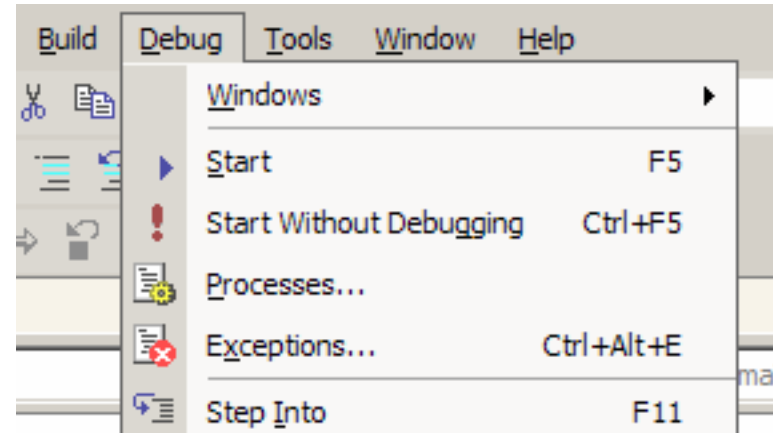 Build Debug Tools Window Help
Windows
Start F5
Start Without Debugging Ctrl+F5
Processes...
Exceptions... Ctrl+Alt+E
ma
Step Into F11